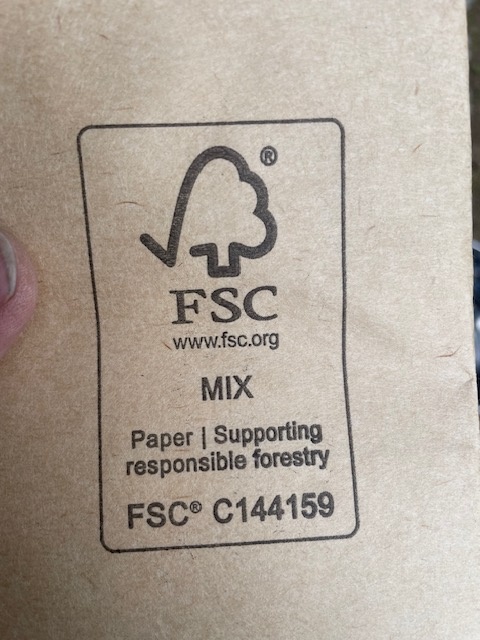 ®
FSC
www.fsc.org
MIX
Paper | Supporting
responsible forestry
FSC® C144159